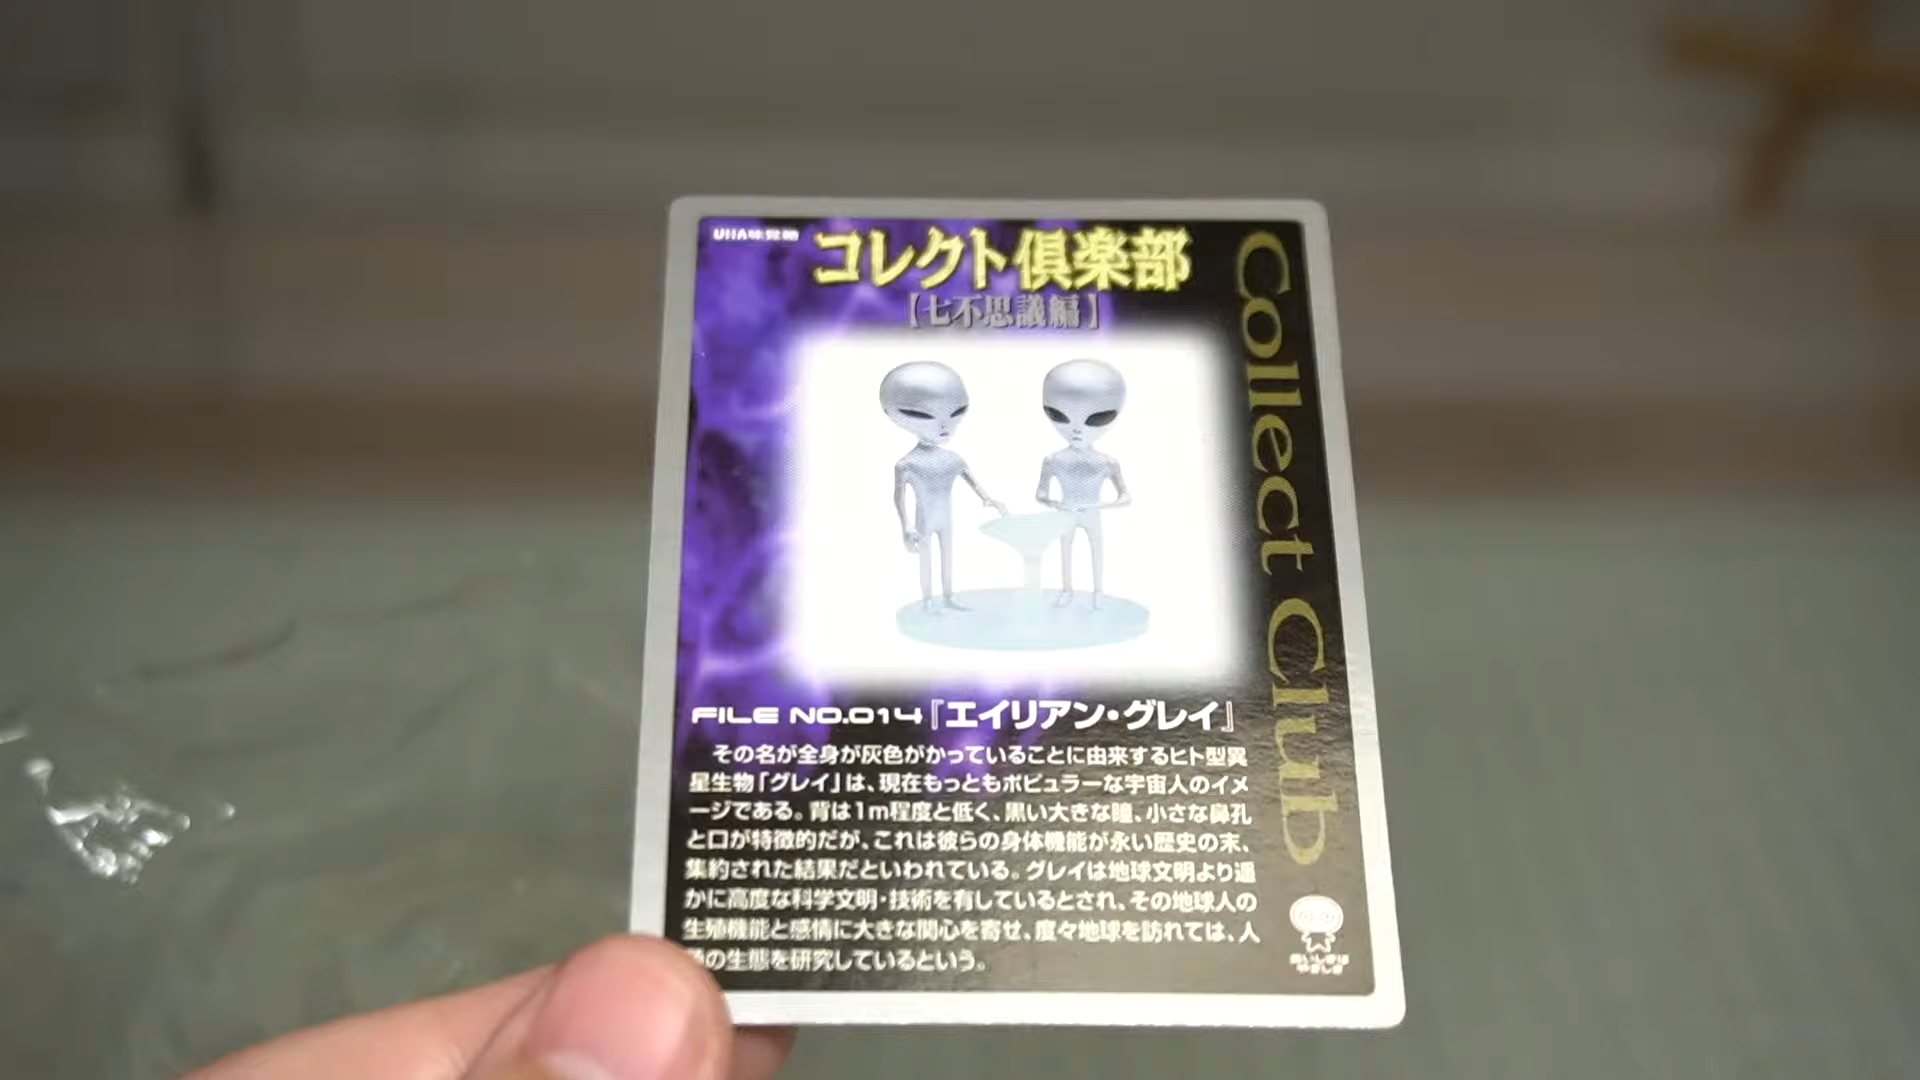 UHA味覚糖
コレクト倶楽部
【七不思議編】
Collect Club
FILE NO.014『エイリアン・グレイ』
その名が全身が灰色がかっていることに由来するヒト型異
星生物「グレイ」は、現在もっともポピュラーな宇宙人のイメ
ージである。背は1m程度と低く、黒い大きな瞳、小さな鼻孔
と口が特徴的だが、これは彼らの身体機能が永い歴史の末、
集約された結果だといわれている。グレイは地球文明より遥
かに高度な科学文明・技術を有しているとされ、その地球人の
生殖機能と感情に大きな関心を寄せ、度々地球を訪れては、人
の生態を研究しているという。
おいしさは
やさしさ